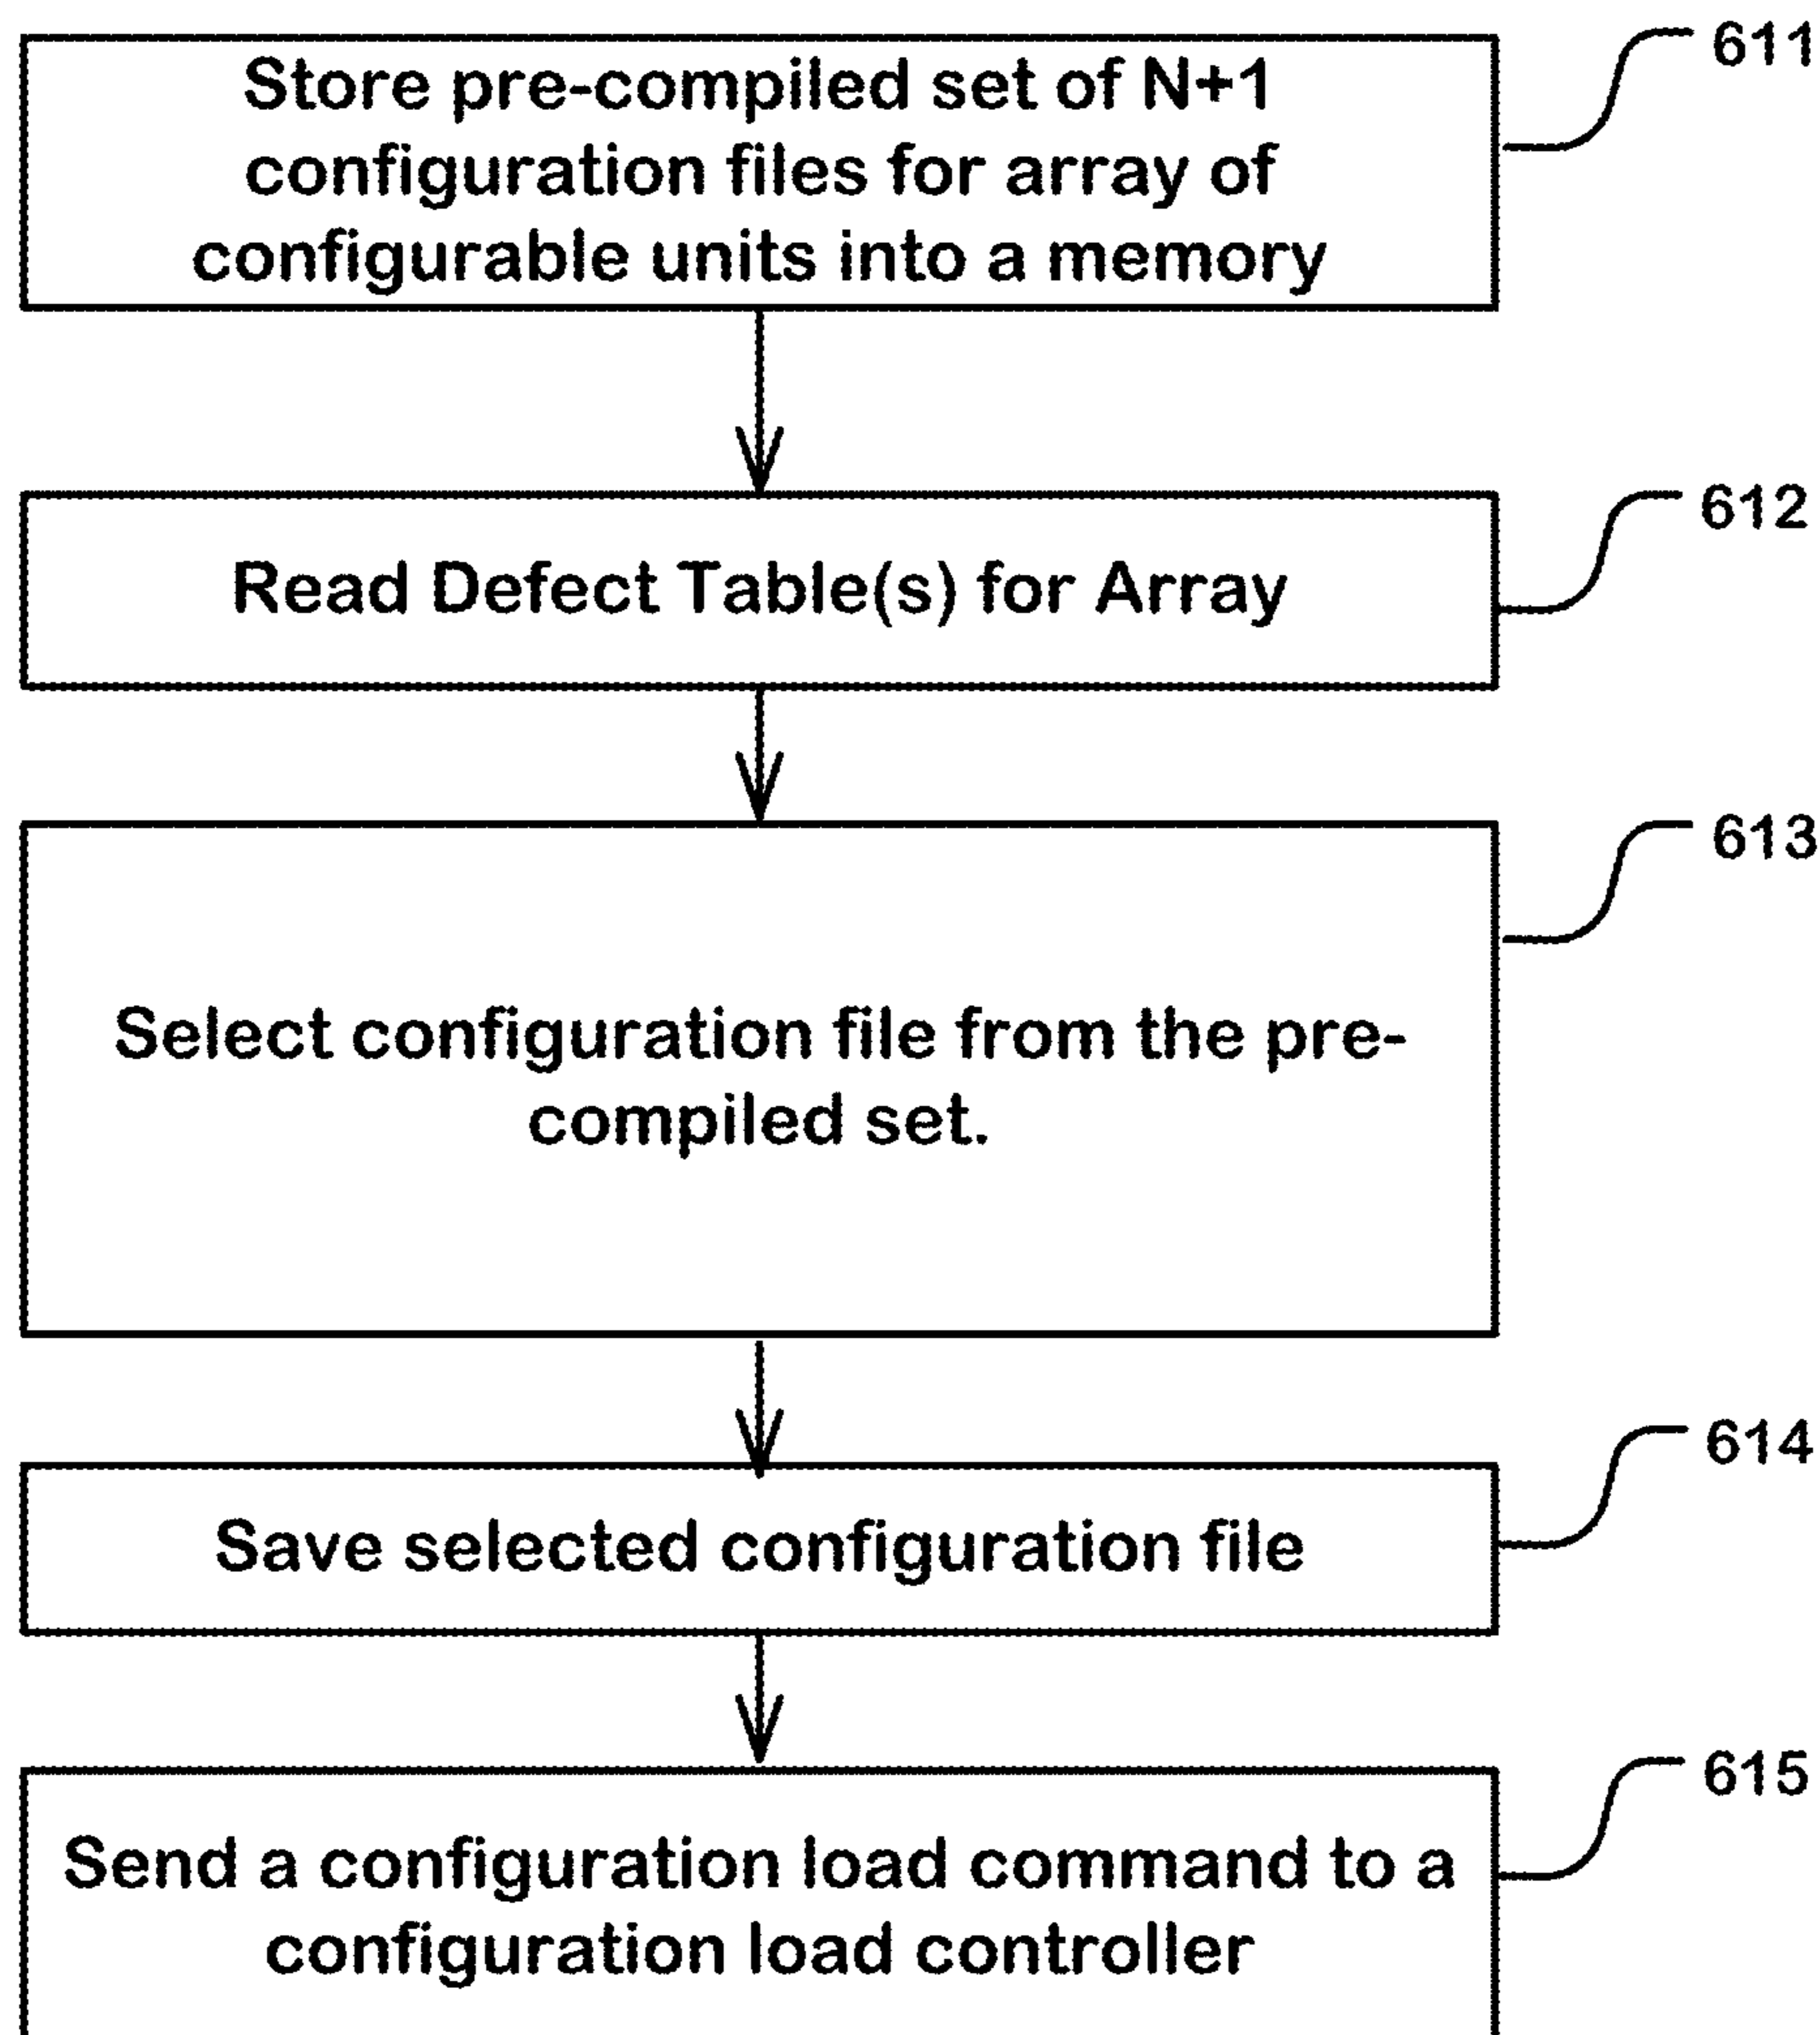 Store pre-compiled set of N+1
configuration files for array of
configurable units into a memory
611
Read Defect Table(s) for Array
612
Select configuration file from the pre-
compiled set.
613
Save selected configuration file
614
Send a configuration load command to a
configuration load controller
615